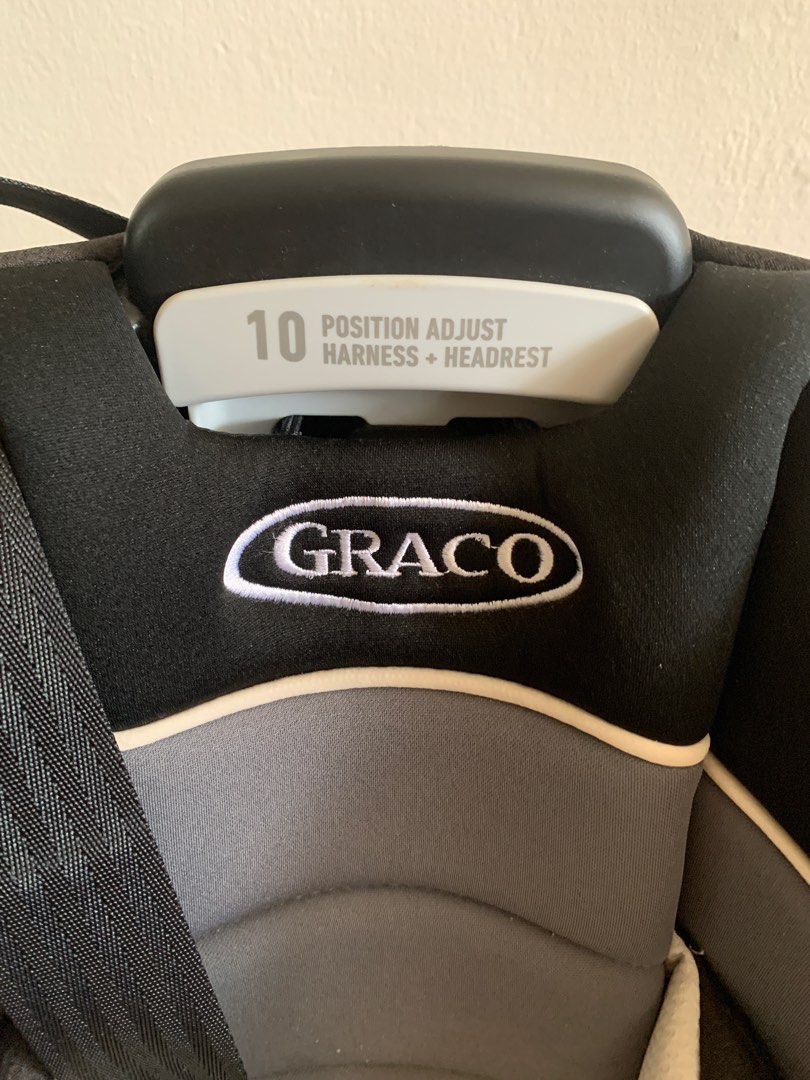 10 POSITION ADJUST
HARNESS + HEADREST
GRACO